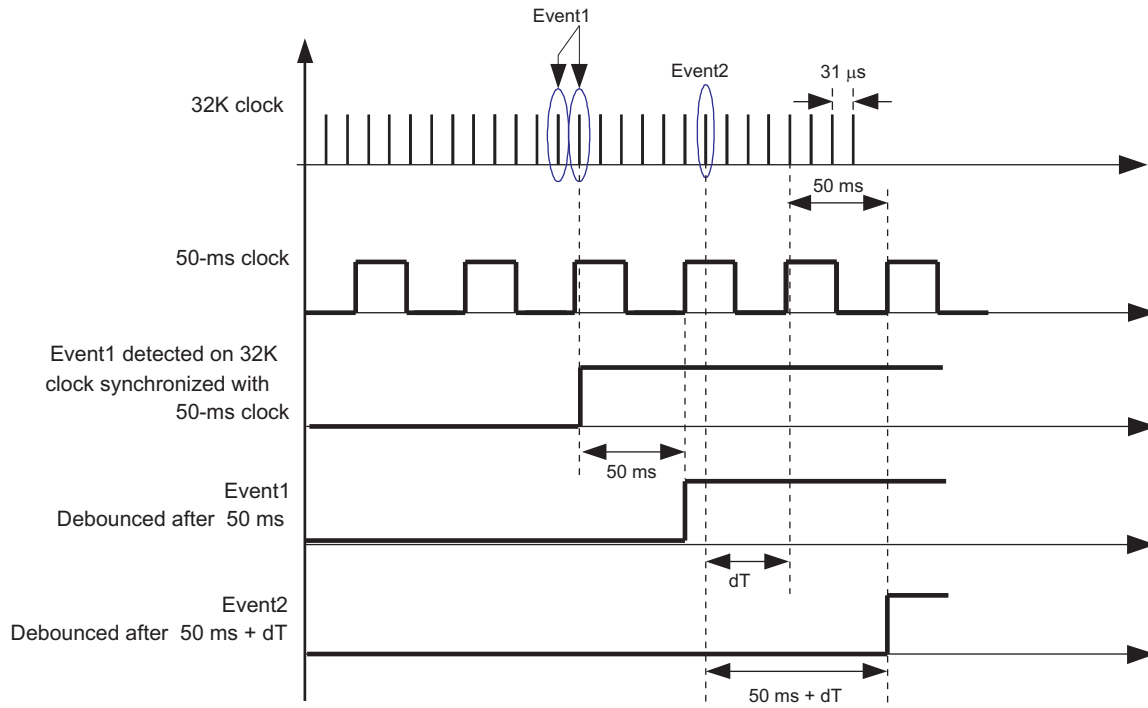 Event1
Event2
31 μs
32K clock
50 ms
50-ms clock
Event1 detected on 32K
clock synchronized with
50-ms clock
50 ms
Event1
Debounced after 50 ms
dT
Event2
Debounced after 50 ms + dT
50 ms + dT